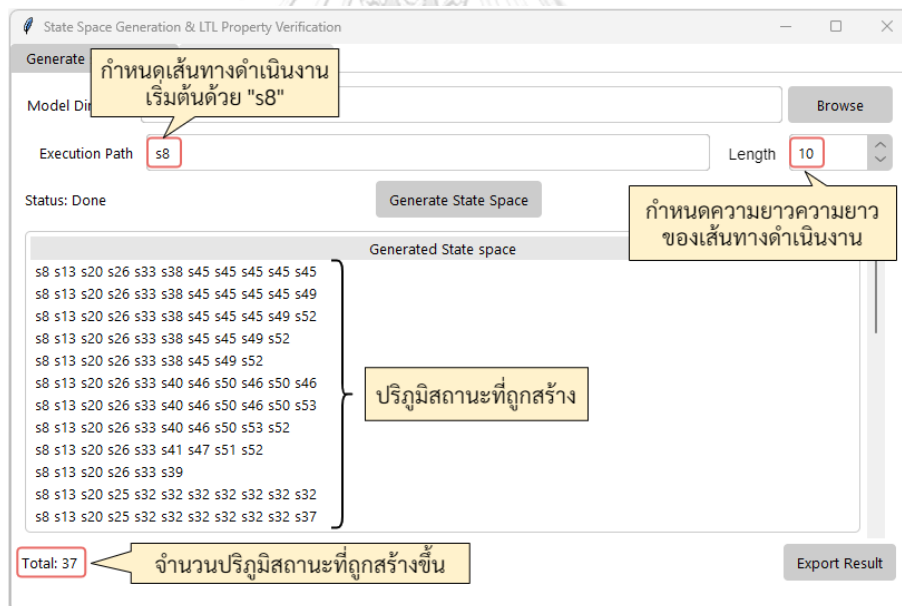 State Space Generation & LTL Property Verification
Generate
กำหนดเส้นทางดำเนินงาน
เริ่มต้นด้วย "s8"
Model Di
Browse
Execution Path s8 Length 10
Status: Done Generate State Space
กำหนดความยาวความยาว
ของเส้นทางดำเนินงาน
Generated State space
s8 s13 s20 s26 s33 s38 s45 s45 s45 s45 s45
s8 s13 s20 s26 s33 s38 s45 s45 s45 s45 s49
s8 s13 s20 s26 s33 s38 s45 s45 s45 s49 s52
s8 s13 s20 s26 s33 s38 s45 s45 s49 s52
s8 s13 s20 s26 s33 s38 s45 s49 s52
s8 s13 s20 s26 s33 s40 s46 s50 s46 s50 s46
s8 s13 s20 s26 s33 s40 s46 s50 s46 s50 s53
s8 s13 s20 s26 s33 s40 s46 s50 s53 s52
s8 s13 s20 s26 s33 s41 s47 s51 s52
s8 s13 s20 s26 s33 s39
s8 s13 s20 s25 s32 s32 s32 s32 s32 s32 s32
s8 s13 s20 s25 s32 s32 s32 s32 s32 s32 s37
ปริภูมิสถานะที่ถูกสร้าง
Total: 37
จำนวนปริภูมิสถานะที่ถูกสร้างขึ้น
Export Result